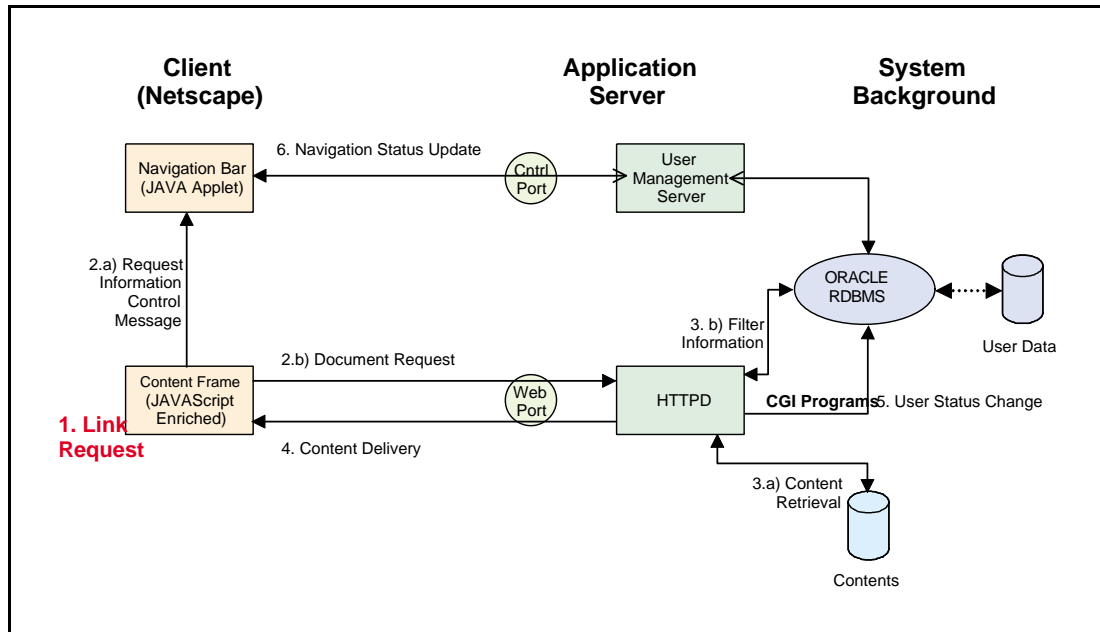 Client
(Netscape)
Application
Server
System
Background
Navigation Bar
(JAVA Applet)
6. Navigation Status Update
Cntrl
Port
User
Management
Server
2.a) Request
Information
Control
Message
ORACLE
RDBMS
User Data
3. b) Filter
Information
Content Frame
(JAVAScript
Enriched)
1. Link
Request
2.b) Document Request
Web
Port
4. Content Delivery
HTTPD
CGI Programs
5. User Status Change
3.a) Content
Retrieval
Contents